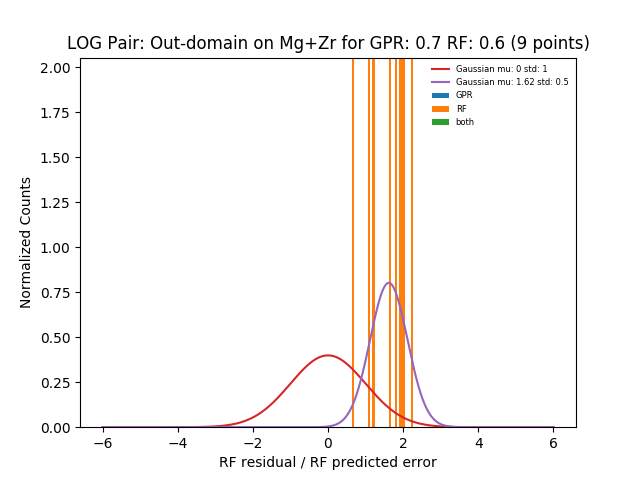 LOG Pair: Out-domain on Mg+Zr for GPR: 0.7 RF: 0.6 (9 points)
Gaussian mu: 0 std: 1
Gaussian mu: 1.62 std: 0.5
GPR
RF
both
Normalized Counts
2.00
1.75
1.50
1.25
1.00
0.75
0.50
0.25
0.00
−6 −4 −2 0 2 4 6
RF residual / RF predicted error